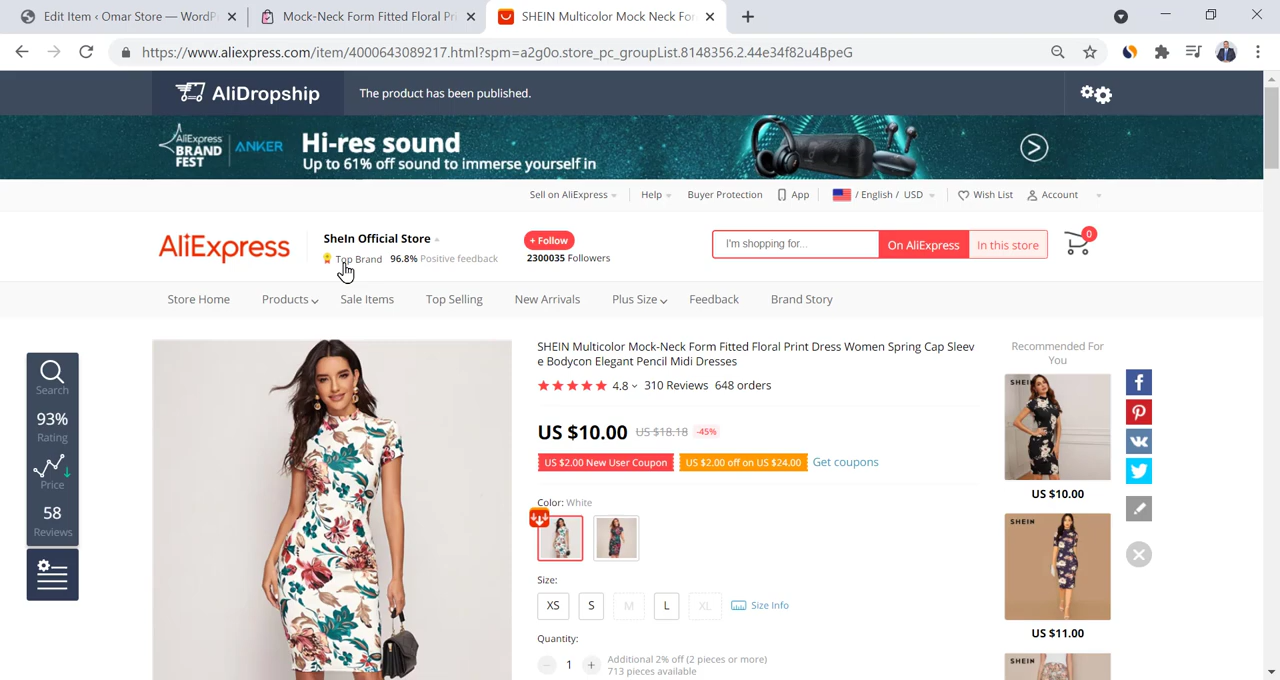 Edit Item ‹ Omar Store — WordP
Mock-Neck Form Fitted Floral Pri
SHEIN Multicolor Mock Neck For
https://www.aliexpress.com/item/4000643089217.html?spm=a2g0o.store_pc_groupList.8148356.2.44e34f82u4BpeG
AliDropship
The product has been published.
AliExpress BRAND FEST
ANKER
Hi-res sound
Up to 61% off sound to immerse yourself in
Sell on AliExpress
Help
Buyer Protection
App
/ English / USD
Wish List
Account
AliExpress
SheIn Official Store
Top Brand 96.8% Positive feedback
+ Follow
2300035 Followers
I'm shopping for...
On AliExpress
In this store
0
Store Home
Products
Sale Items
Top Selling
New Arrivals
Plus Size
Feedback
Brand Story
Search
93%
Rating
Price
58
Reviews
SHEIN Multicolor Mock-Neck Form Fitted Floral Print Dress Women Spring Cap Sleev
e Bodycon Elegant Pencil Midi Dresses
4.8 310 Reviews 648 orders
US $10.00 US $18.18 -45%
US $2.00 New User Coupon
US $2.00 off on US $24.00
Get coupons
Color: White
Size:
XS
S
M
L
XL
Size Info
Quantity:
1
Additional 2% off (2 pieces or more)
713 pieces available
Recommended For
You
SHEIN
US $10.00
SHEIN
US $11.00
SHEIN